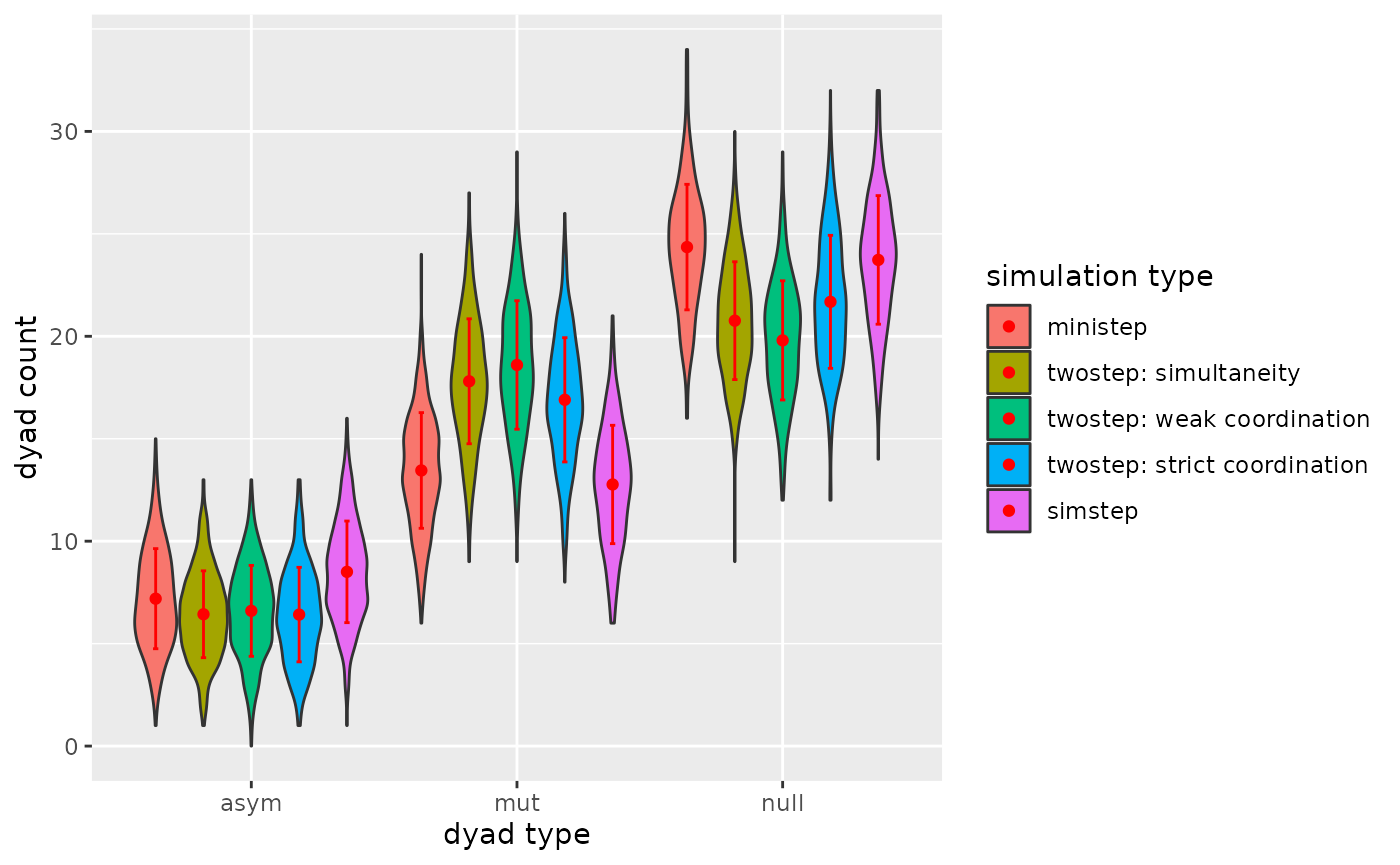 dyad count
30
20
10
0
asym mut null
dyad type
simulation type
ministep
twostep: simultaneity
twostep: weak coordination
twostep: strict coordination
simstep